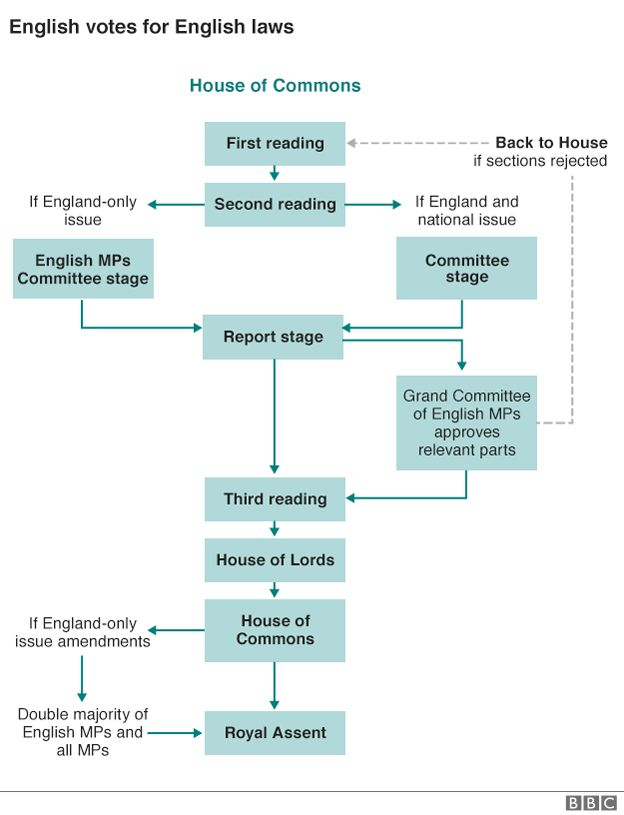 English votes for English laws
House of Commons
First reading
Back to House
if sections rejected
Second reading
If England-only
issue
If England and
national issue
English MPs
Committee stage
Committee
stage
Report stage
Grand Committee
of English MPs
approves
relevant parts
Third reading
House of Lords
House of
Commons
If England-only
issue amendments
Double majority of
English MPs and
all MPs
Royal Assent
BBC